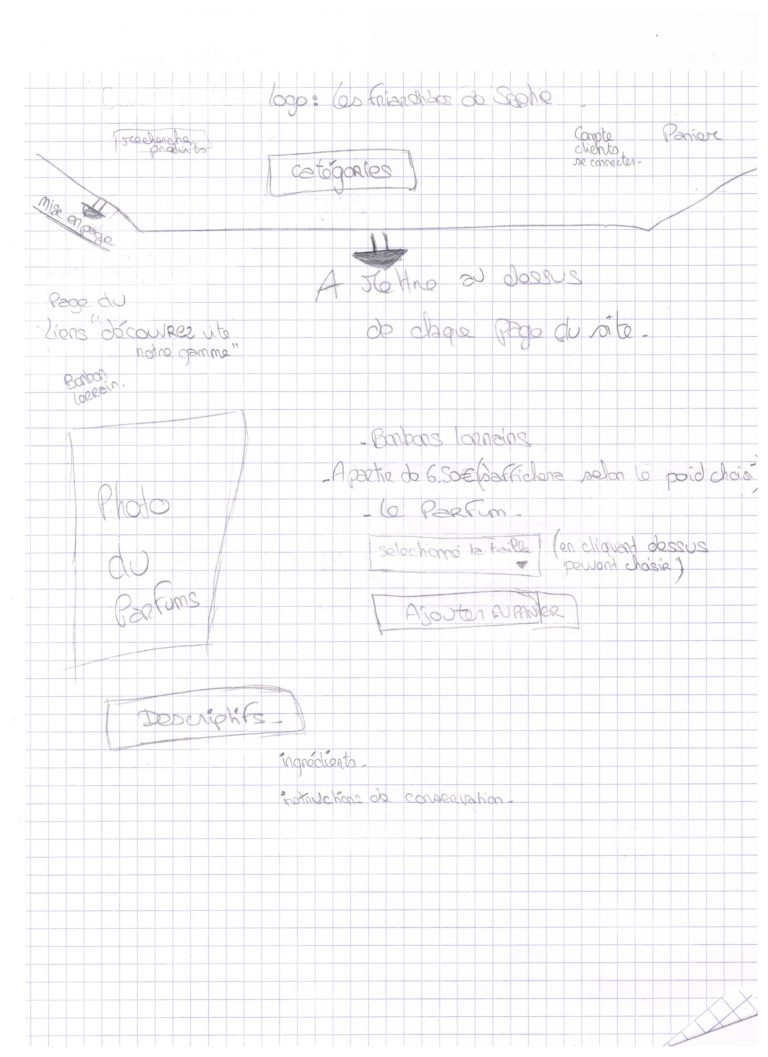 logo: les friandises de Sophie
recherche
produits
Compte
clients
se connecter-
Panier
catégories
Mise en page
A Mettre au dessus
de chaque page du site-
Page du
liens "découvrez vite
notre gamme"
Bonbon
lorrain.
-Bonbons lorrains
-A partir de 6.50€ (s'affichera selon le poid choisi)
-le Parfum-
selectionné la taille
(en cliquant dessus
peuvent choisir)
Ajouter AU PANIER
Photo
du
Parfums
Descriptifs-
ingrédients-
instructions de conservation-